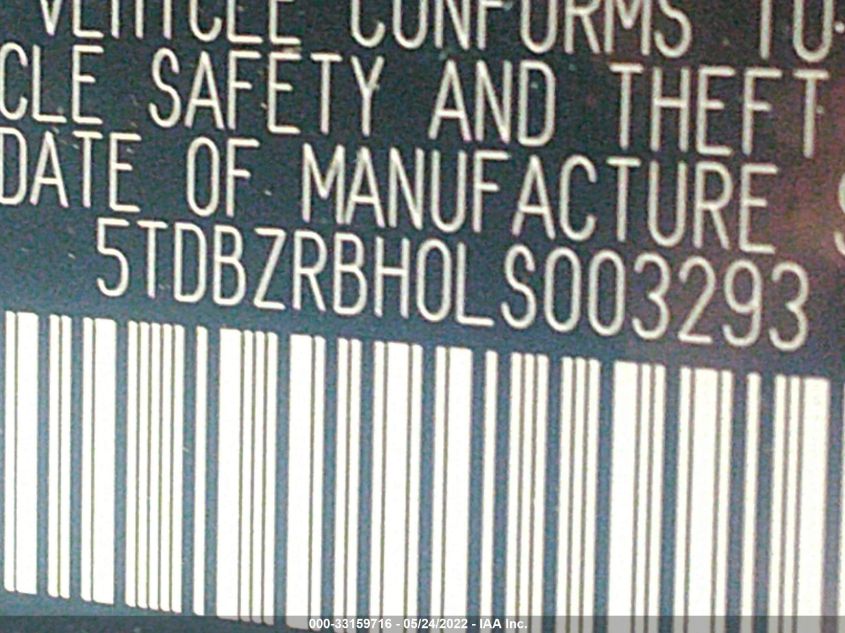 VEHICLE CONFORMS TO
CLE SAFETY AND THEFT
DATE OF MANUFACTURE S
5TDBZRBH0LS003293
000-33159716 - 05/24/2022 - IAA Inc.